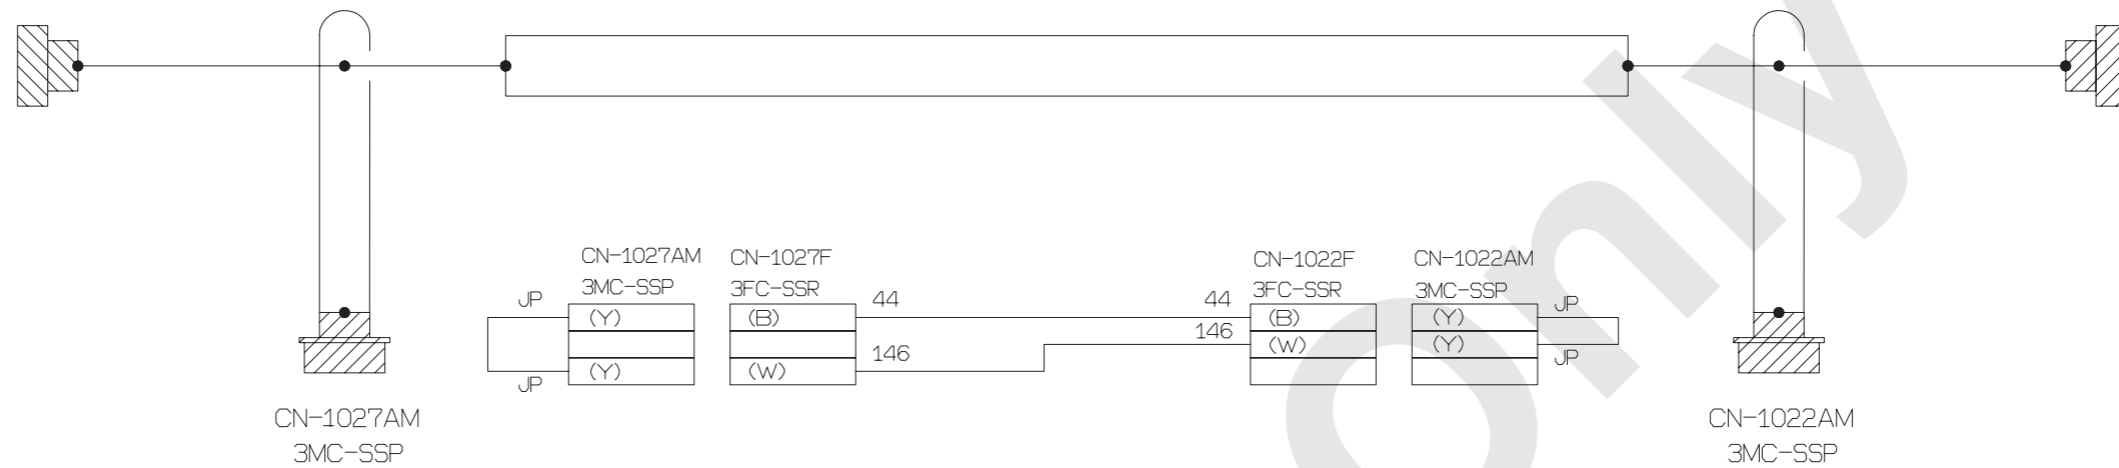 CN-1027AM
3MC-SSP
CN-1027F
3FC-SSR
CN-1022F
3FC-SSR
CN-1022AM
3MC-SSP
JP
(Y)
(B)
44
44
(B)
(Y)
JP
146
(W)
(Y)
JP
JP
(Y)
(W)
146
CN-1027AM
3MC-SSP
CN-1022AM
3MC-SSP
Only